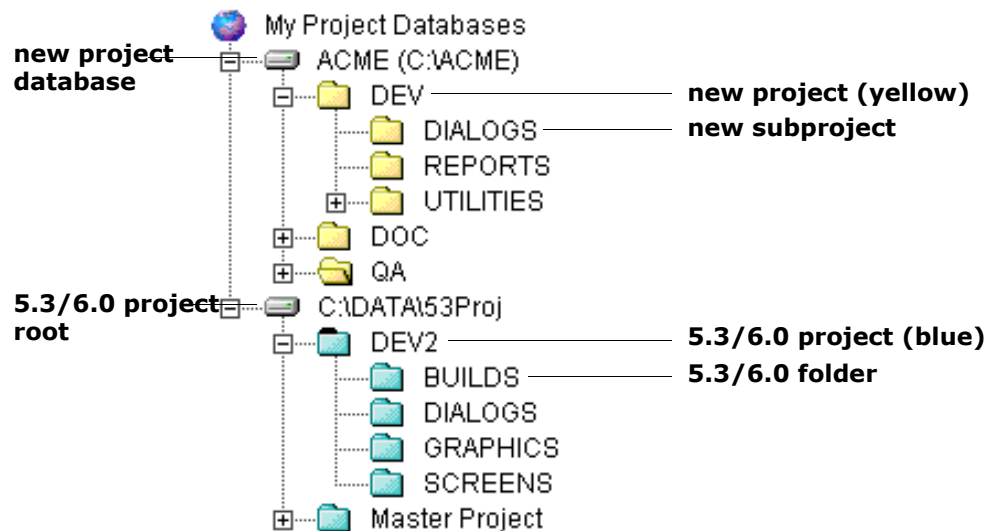 My Project Databases
new project
database
ACME (C:\ACME)
DEV
new project (yellow)
DIALOGS
new subproject
REPORTS
UTILITIES
DOC
QA
5.3/6.0 project
root
C:\DATA\53Proj
DEV2
5.3/6.0 project (blue)
BUILDS
5.3/6.0 folder
DIALOGS
GRAPHICS
SCREENS
Master Project